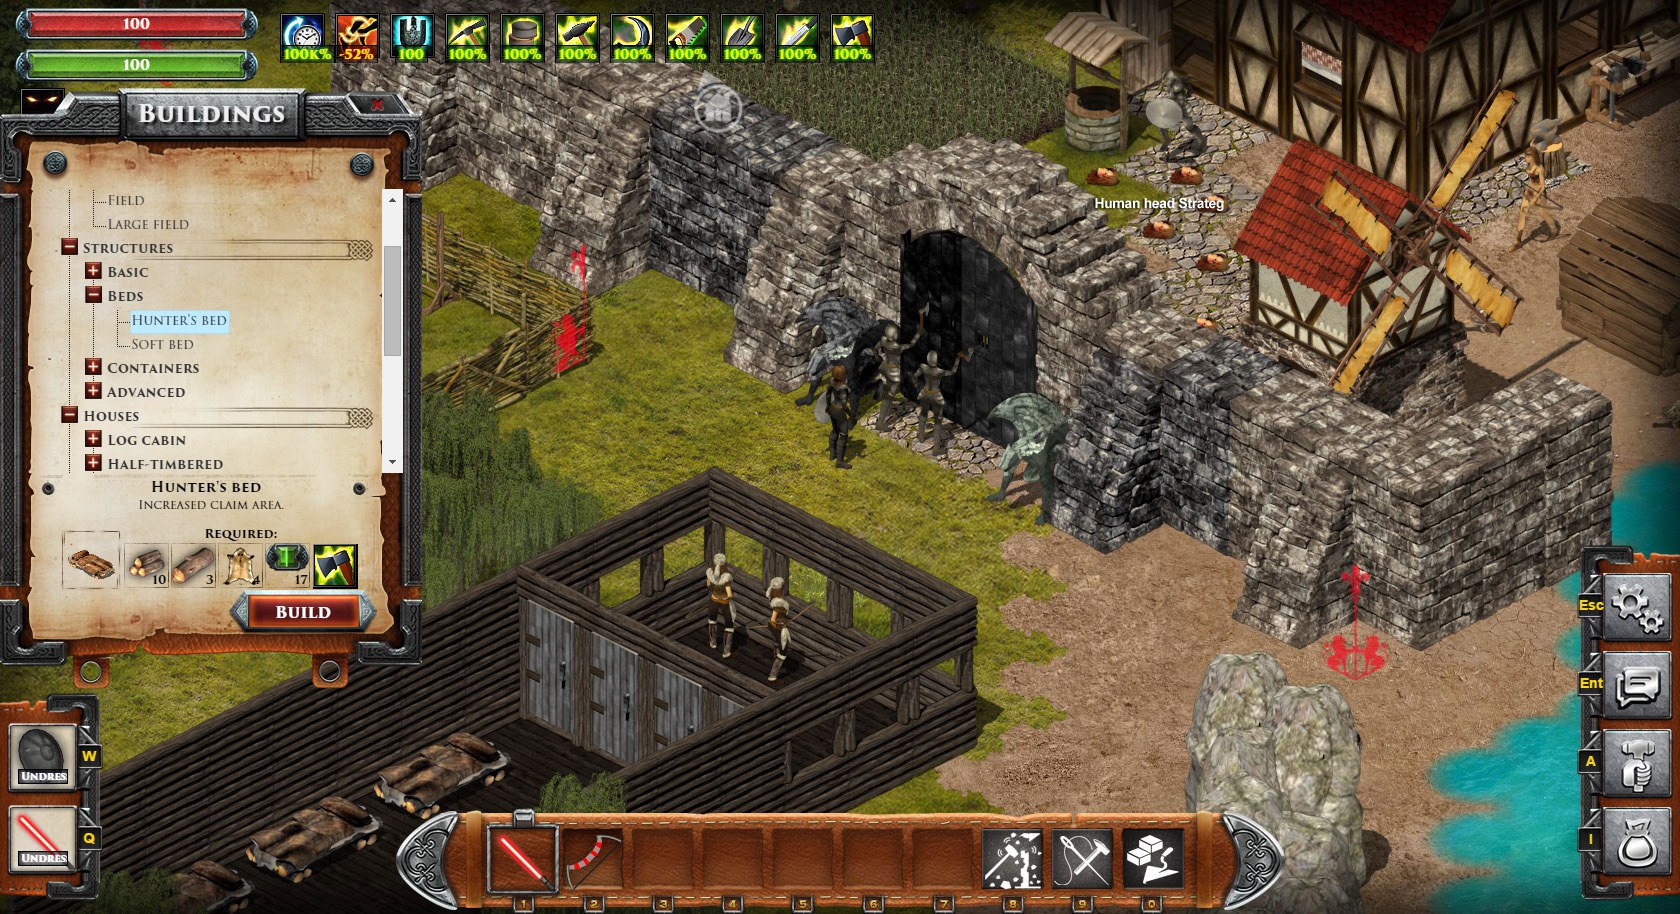 100
100
100k% -52% 100 100% 100% 100% 100% 100% 100% 100% 100%
Buildings
Field
Large field
Structures
Basic
Beds
Hunter's bed
Soft bed
Containers
Advanced
Houses
Log cabin
Half-timbered
Hunter's bed
Increased claim area.
Required:
10 3 4 17
Build
Human head Strateg
Undres W
Undres Q
Esc
Ent
A
I
1 2 3 4 5 6 7 8 9 0